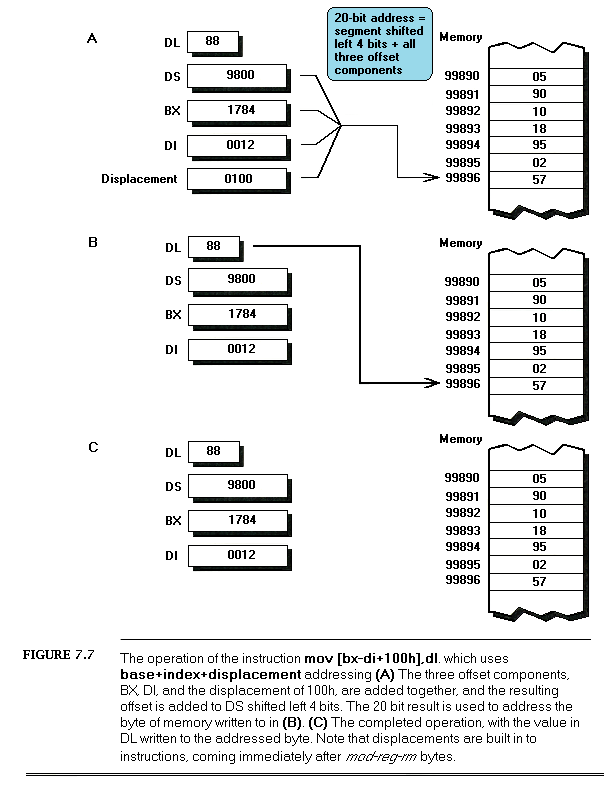 20-bit address =
segment shifted
left 4 bits + all
three offset
components
A
DL 88
DS 9800
BX 1784
DI 0012
Displacement 0100
Memory
99890 05
99891 90
99892 10
99893 18
99894 95
99895 02
99896 57
B
DL 88
DS 9800
BX 1784
DI 0012
Memory
99890 05
99891 90
99892 10
99893 18
99894 95
99895 02
99896 57
C
DL 88
DS 9800
BX 1784
DI 0012
Memory
99890 05
99891 90
99892 10
99893 18
99894 95
99895 02
99896 57
FIGURE 7.7
The operation of the instruction mov [bx-di+100h],dl. which uses
base+index+displacement addressing (A) The three offset components,
BX, DI, and the displacement of 100h, are added together, and the resulting
offset is added to DS shifted left 4 bits. The 20 bit result is used to address the
byte of memory written to in (B). (C) The completed operation, with the value in
DL written to the addressed byte. Note that displacements are built in to
instructions, coming immediately after mod-reg-rm bytes.